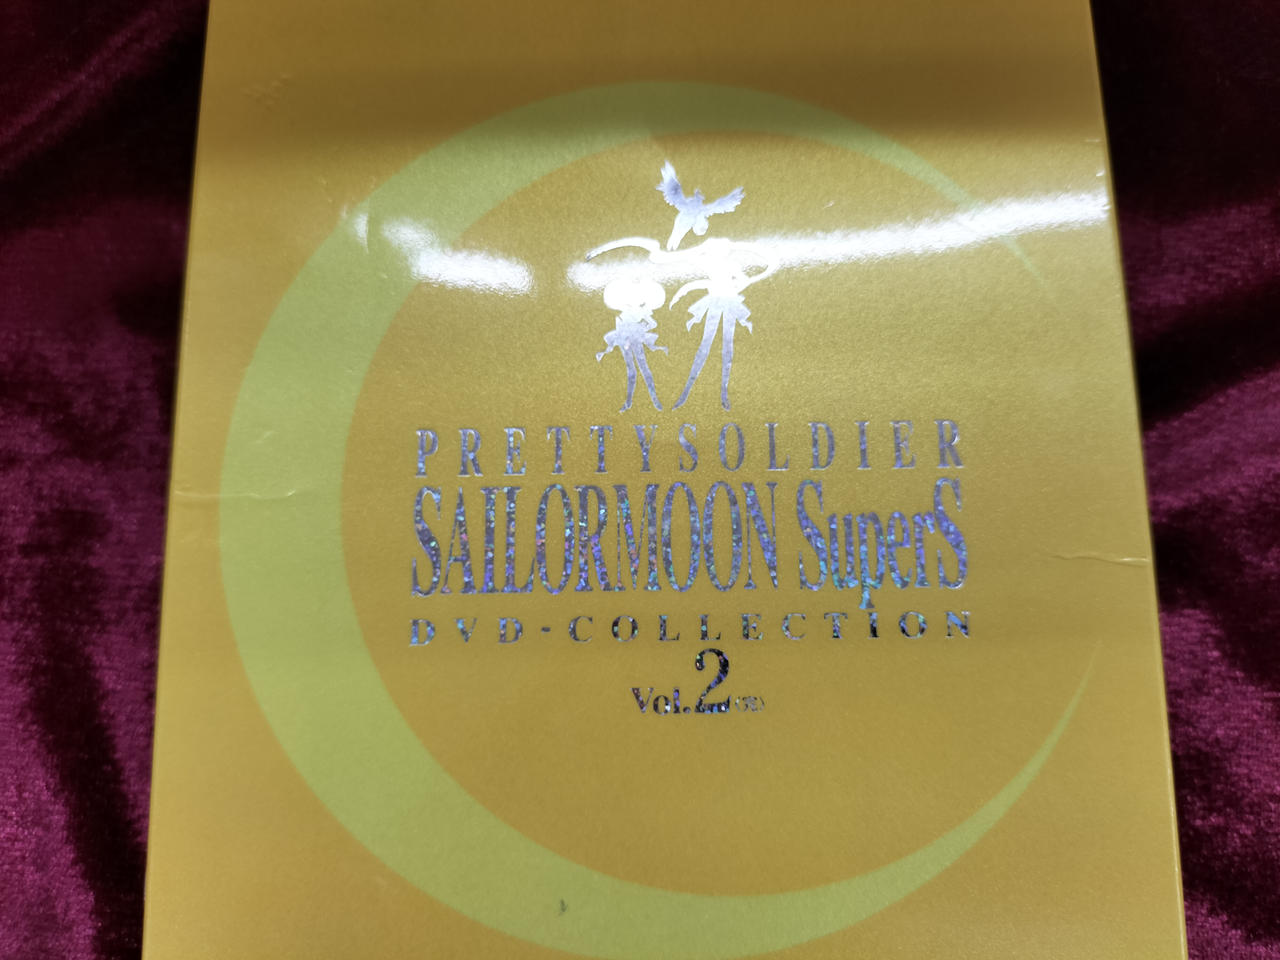 PRETTYSOLDIER
SAILORMOON SuperS
DVD-COLLECTION
Vol.2